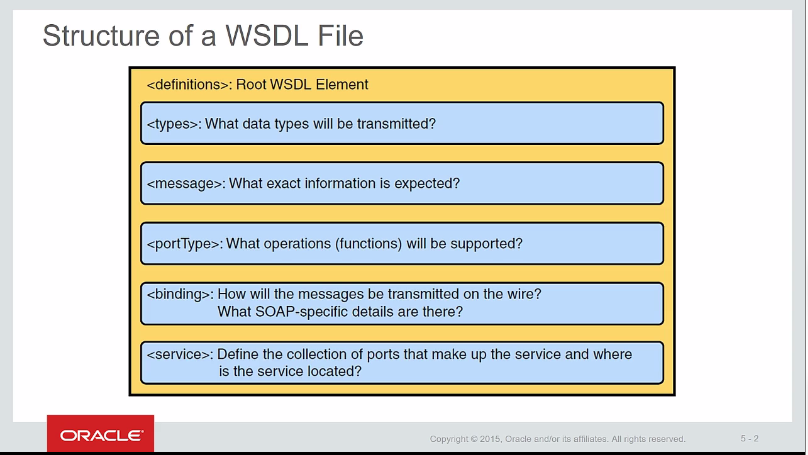 Structure of a WSDL File
<definitions>: Root WSDL Element
<types>: What data types will be transmitted?
<message>: What exact information is expected?
<portType>: What operations (functions) will be supported?
<binding>: How will the messages be transmitted on the wire?
What SOAP-specific details are there?
<service>: Define the collection of ports that make up the service and where
is the service located?
ORACLE®
Copyright © 2015, Oracle and/or its affiliates. All rights reserved.
5 - 2